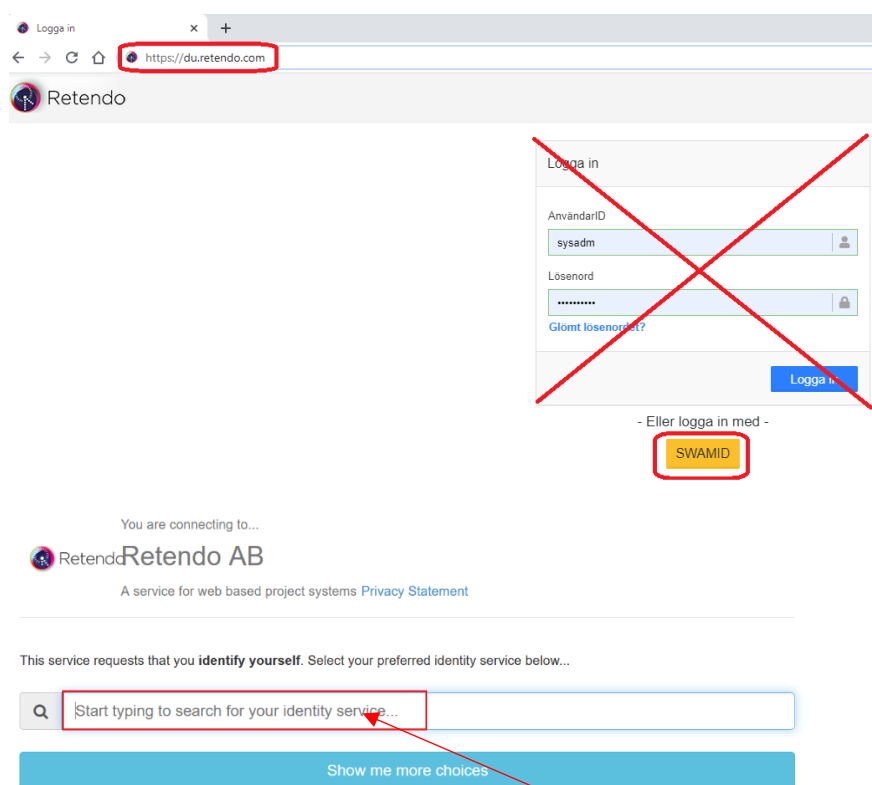 Logga in
https://du.retendo.com
Retendo
Logga in
AnvändarID
sysadm
Lösenord
••••••••••
Glömt lösenordet?
Logga in
- Eller logga in med -
SWAMID
You are connecting to...
Retendo Retendo AB
A service for web based project systems Privacy Statement
This service requests that you identify yourself. Select your preferred identity service below...
Start typing to search for your identity service...
Show me more choices